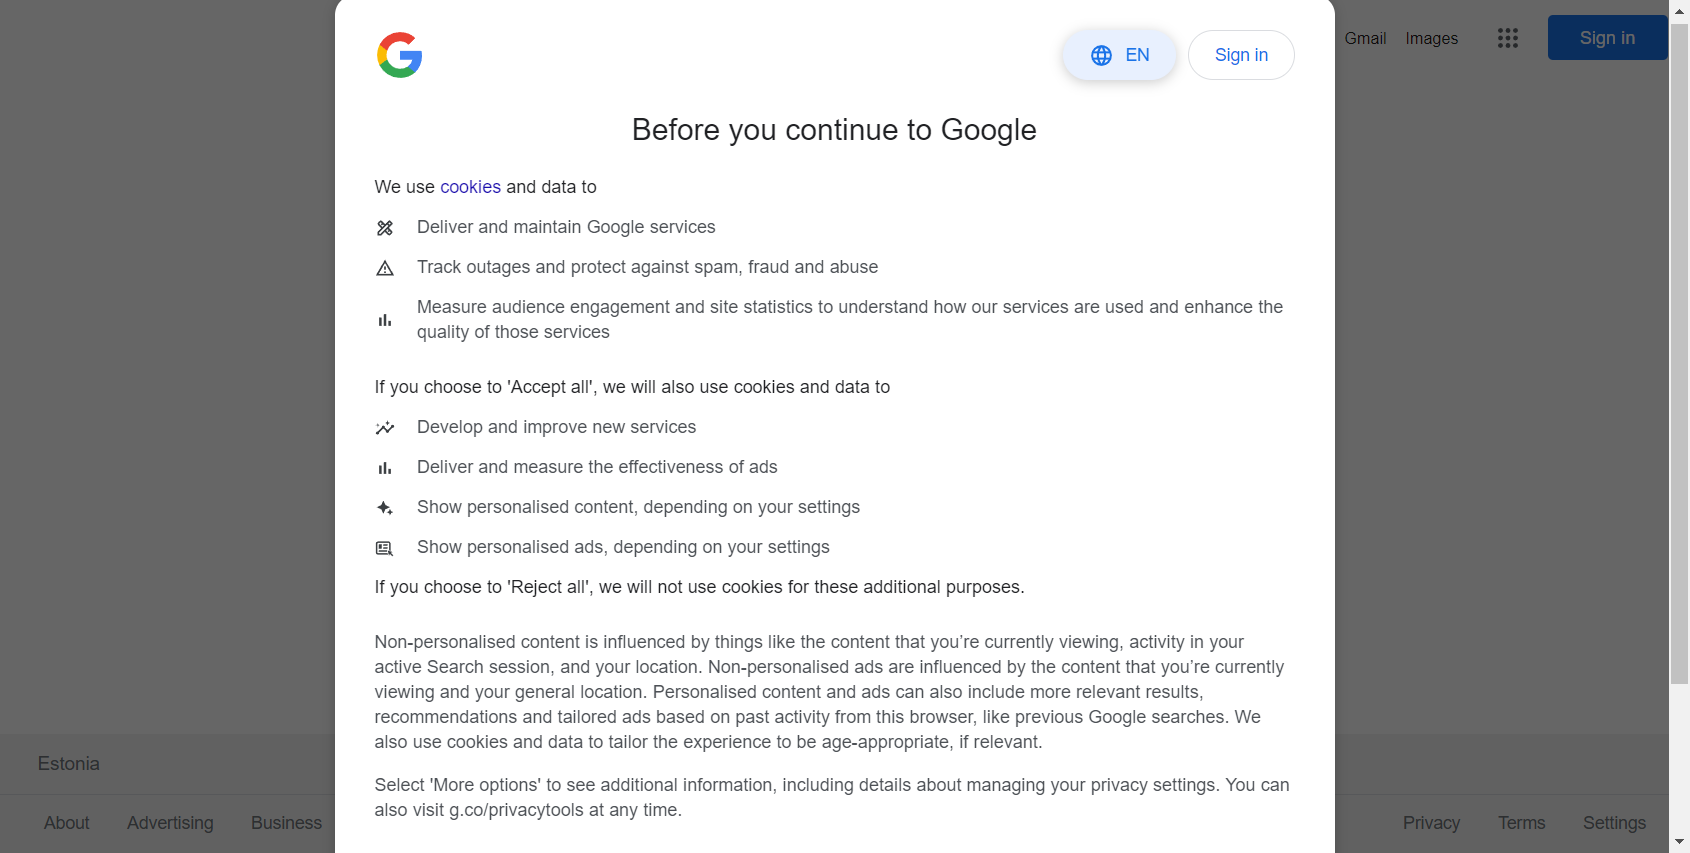 Gmail Images Sign in
EN Sign in
Before you continue to Google
We use cookies and data to
Deliver and maintain Google services
Track outages and protect against spam, fraud and abuse
Measure audience engagement and site statistics to understand how our services are used and enhance the
quality of those services
If you choose to 'Accept all', we will also use cookies and data to
Develop and improve new services
Deliver and measure the effectiveness of ads
Show personalised content, depending on your settings
Show personalised ads, depending on your settings
If you choose to 'Reject all', we will not use cookies for these additional purposes.
Non-personalised content is influenced by things like the content that you’re currently viewing, activity in your
active Search session, and your location. Non-personalised ads are influenced by the content that you’re currently
viewing and your general location. Personalised content and ads can also include more relevant results,
recommendations and tailored ads based on past activity from this browser, like previous Google searches. We
also use cookies and data to tailor the experience to be age-appropriate, if relevant.
Select 'More options' to see additional information, including details about managing your privacy settings. You can
also visit g.co/privacytools at any time.
Estonia
About Advertising Business
Privacy Terms Settings